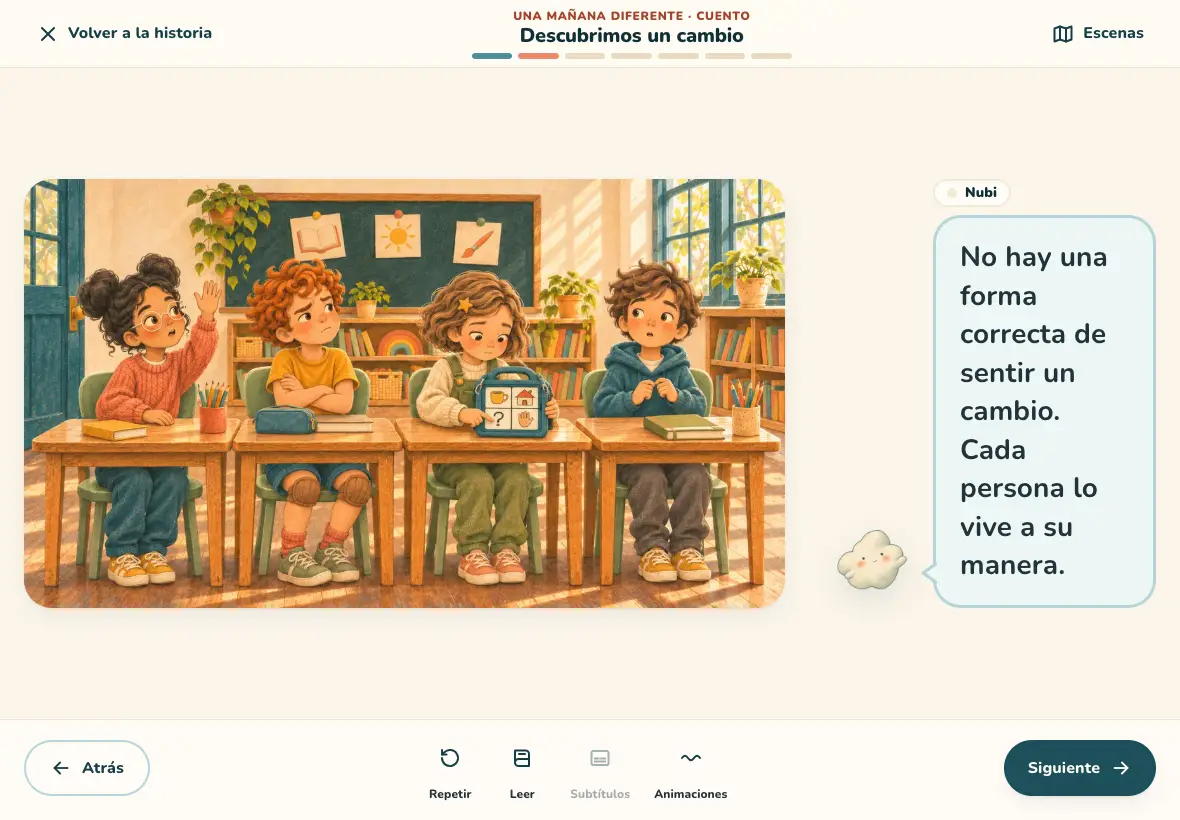 Volver a la historia
UNA MAÑANA DIFERENTE · CUENTO
Descubrimos un cambio
Escenas
Nubi
No hay una
forma
correcta de
sentir un
cambio.
Cada
persona lo
vive a su
manera.
?
Atrás
Repetir
Leer
Subtítulos
Animaciones
Siguiente